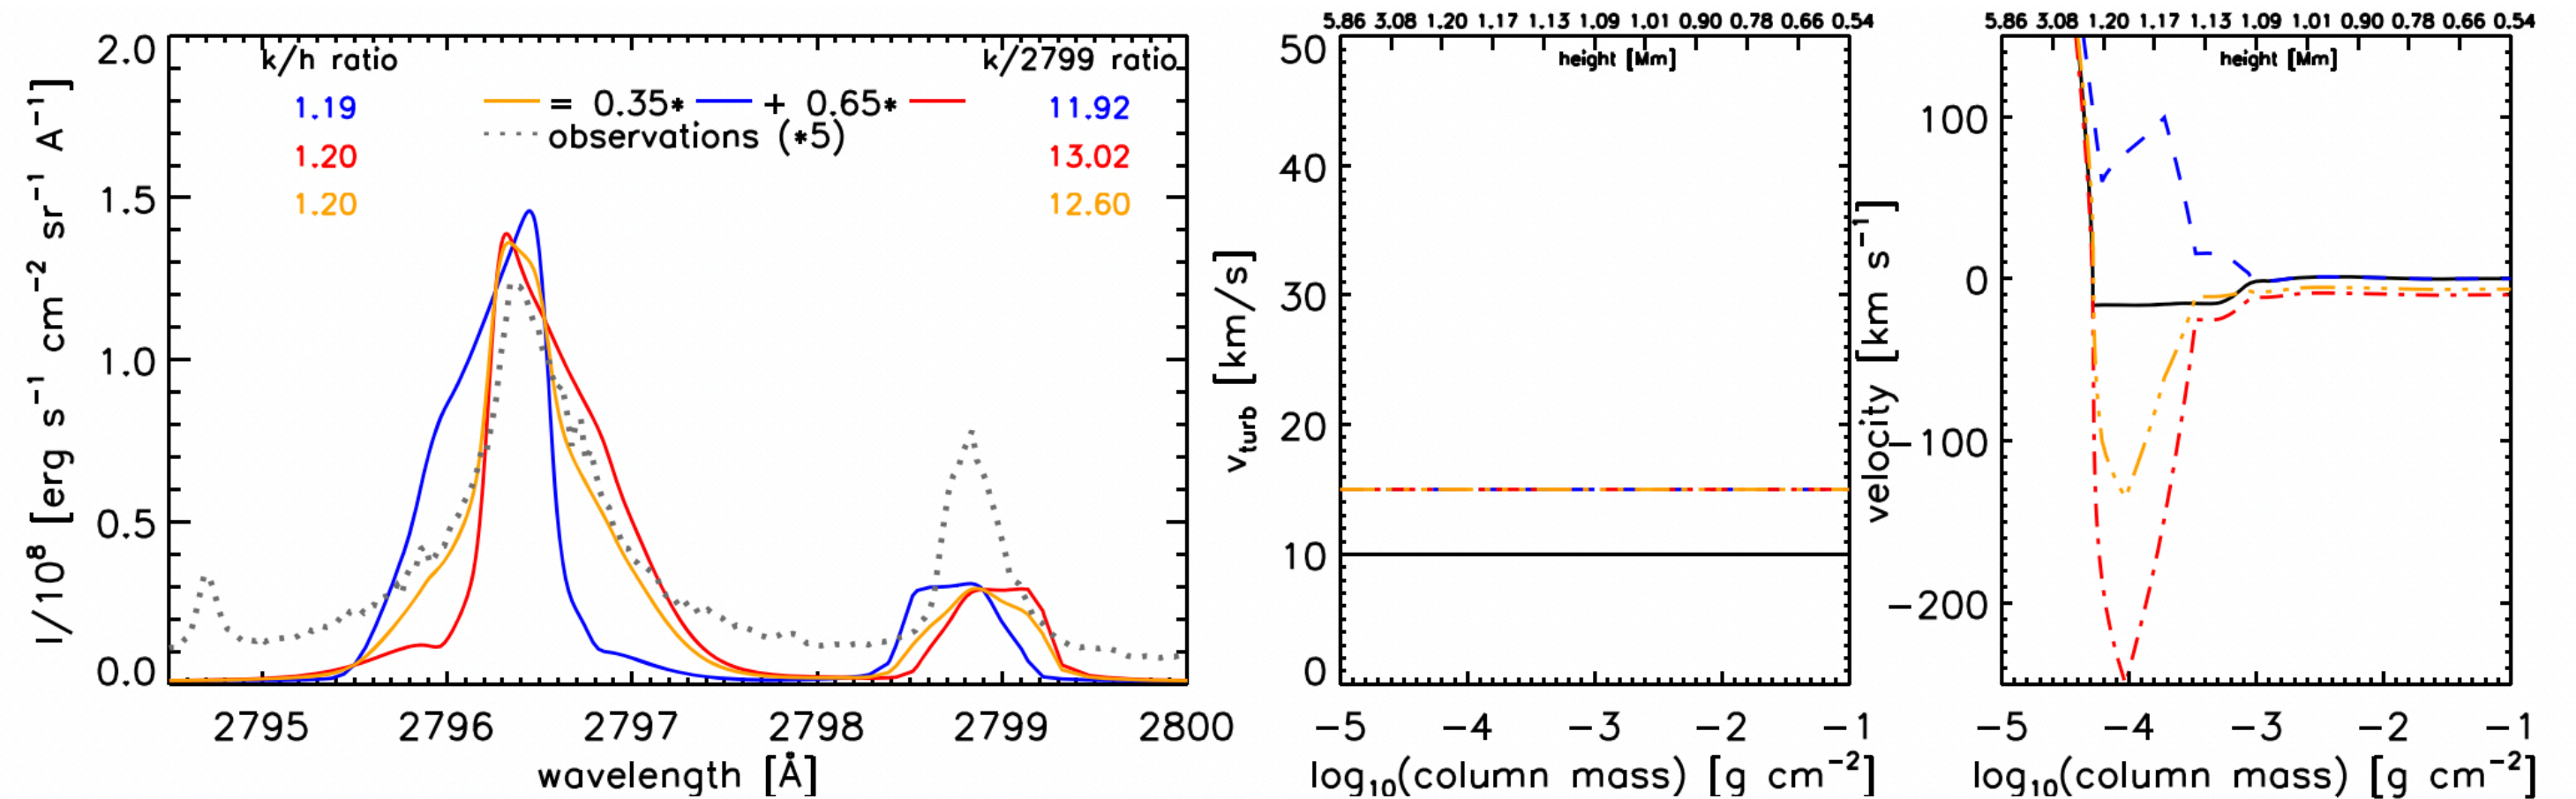 k/h ratio
k/2799 ratio
1.19
1.20
1.20
= 0.35* + 0.65*
observations (*5)
11.92
13.02
12.60
2.0
1.5
1.0
0.5
0.0
I/10⁸ [erg s⁻¹ cm⁻² sr⁻¹ A⁻¹]
2795 2796 2797 2798 2799 2800
wavelength [Å]
5.86 3.08 1.20 1.17 1.13 1.09 1.01 0.90 0.78 0.66 0.54
height [Mm]
50
40
30
20
10
0
v_turb [km/s]
−5 −4 −3 −2 −1
log₁₀(column mass) [g cm⁻²]
5.86 3.08 1.20 1.17 1.13 1.09 1.01 0.90 0.78 0.66 0.54
height [Mm]
100
0
−100
−200
velocity [km s⁻¹]
−5 −4 −3 −2 −1
log₁₀(column mass) [g cm⁻²]